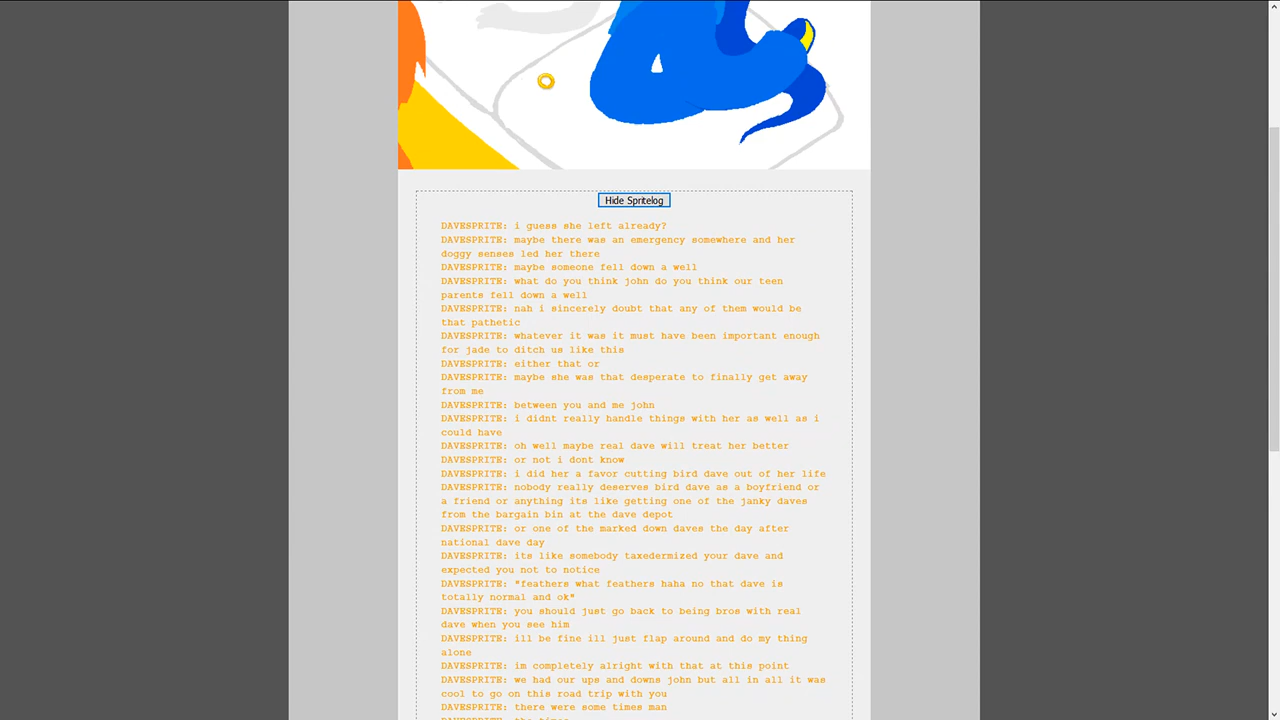 Hide Spritelog
DAVESPRITE: i guess she left already?
DAVESPRITE: maybe there was an emergency somewhere and her
doggy senses led her there
DAVESPRITE: maybe someone fell down a well
DAVESPRITE: what do you think john do you think our teen
parents fell down a well
DAVESPRITE: nah i sincerely doubt that any of them would be
that pathetic
DAVESPRITE: whatever it was it must have been important enough
for jade to ditch us like this
DAVESPRITE: either that or
DAVESPRITE: maybe she was that desperate to finally get away
from me
DAVESPRITE: between you and me john
DAVESPRITE: i didnt really handle things with her as well as i
could have
DAVESPRITE: oh well maybe real dave will treat her better
DAVESPRITE: or not i dont know
DAVESPRITE: i did her a favor cutting bird dave out of her life
DAVESPRITE: nobody really deserves bird dave as a boyfriend or
a friend or anything its like getting one of the janky daves
from the bargain bin at the dave depot
DAVESPRITE: or one of the marked down daves the day after
national dave day
DAVESPRITE: its like somebody taxedermized your dave and
expected you not to notice
DAVESPRITE: "feathers what feathers haha no that dave is
totally normal and ok"
DAVESPRITE: you should just go back to being bros with real
dave when you see him
DAVESPRITE: ill be fine ill just flap around and do my thing
alone
DAVESPRITE: im completely alright with that at this point
DAVESPRITE: we had our ups and downs john but all in all it was
cool to go on this road trip with you
DAVESPRITE: there were some times man